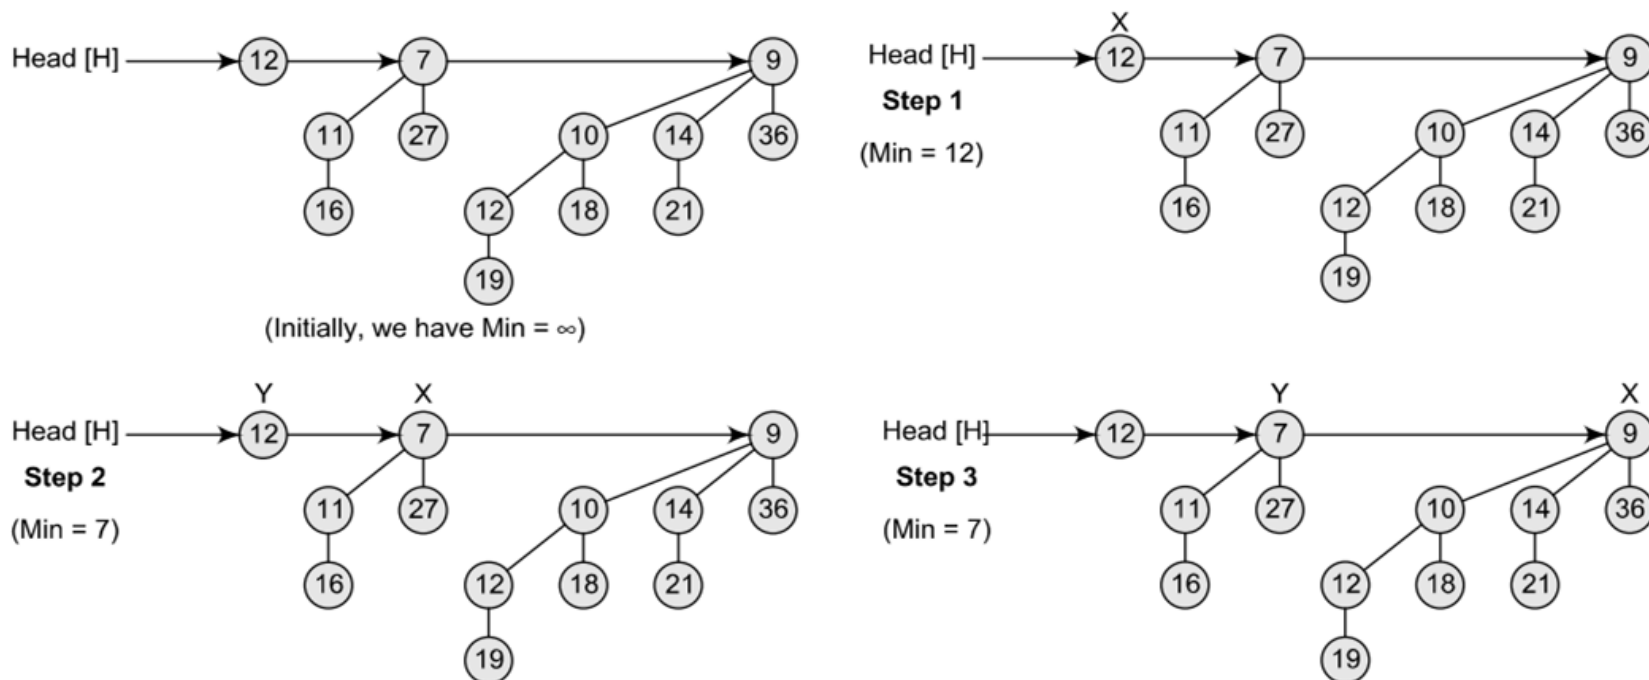 Head [H] 12 7 9
11 27 10 14 36
16 12 18 21
19
(Initially, we have Min = ∞)
X
Head [H] 12 7 9
Step 1
11 27 10 14 36
(Min = 12)
16 12 18 21
19
Y X
Head [H] 12 7 9
Step 2
11 27 10 14 36
(Min = 7)
16 12 18 21
19
Y X
Head [H] 12 7 9
Step 3
11 27 10 14 36
(Min = 7)
16 12 18 21
19